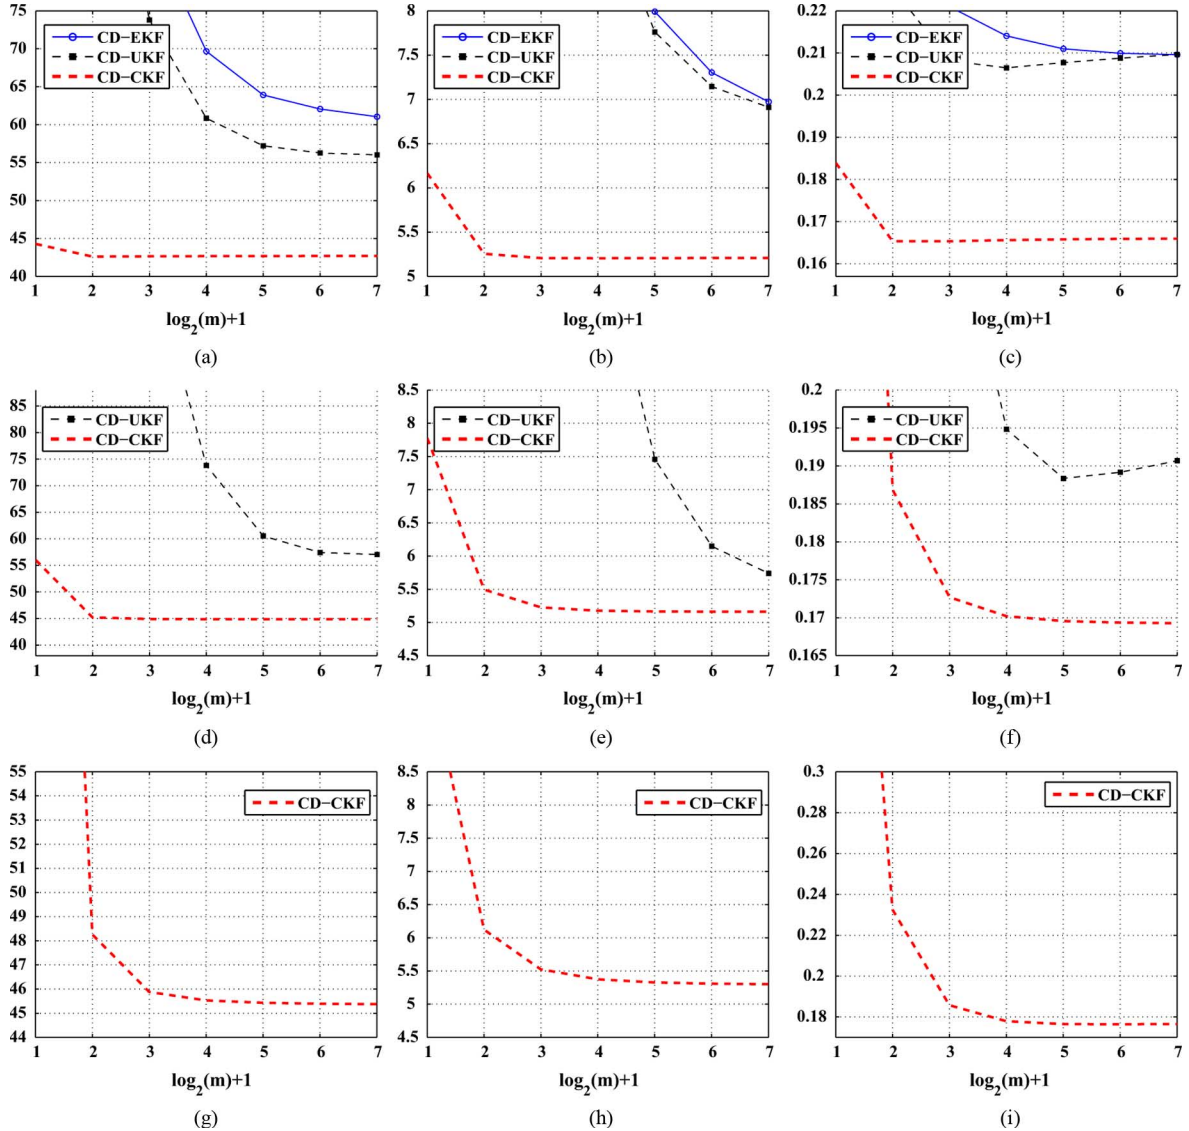 75
70
65
60
55
50
45
40
CD−EKF
CD−UKF
CD−CKF
1 2 3 4 5 6 7
log2(m)+1
(a)
8
7
6
5
CD−EKF
CD−UKF
CD−CKF
1 2 3 4 5 6 7
log2(m)+1
(b)
0.22
0.21
0.2
0.19
0.18
0.17
0.16
CD−EKF
CD−UKF
CD−CKF
1 2 3 4 5 6 7
log2(m)+1
(c)
85
80
75
70
65
60
55
50
45
40
CD−UKF
CD−CKF
1 2 3 4 5 6 7
log2(m)+1
(d)
8.5
8
7.5
7
6.5
6
5.5
5
4.5
CD−UKF
CD−CKF
1 2 3 4 5 6 7
log2(m)+1
(e)
0.2
0.195
0.19
0.185
0.18
0.175
0.17
0.165
CD−UKF
CD−CKF
1 2 3 4 5 6 7
log2(m)+1
(f)
55
54
53
52
51
50
49
48
47
46
45
44
CD−CKF
1 2 3 4 5 6 7
log2(m)+1
(g)
8.5
8
7.5
7
6.5
6
5.5
5
4.5
CD−CKF
1 2 3 4 5 6 7
log2(m)+1
(h)
0.3
0.28
0.26
0.24
0.22
0.2
0.18
CD−CKF
1 2 3 4 5 6 7
log2(m)+1
(i)